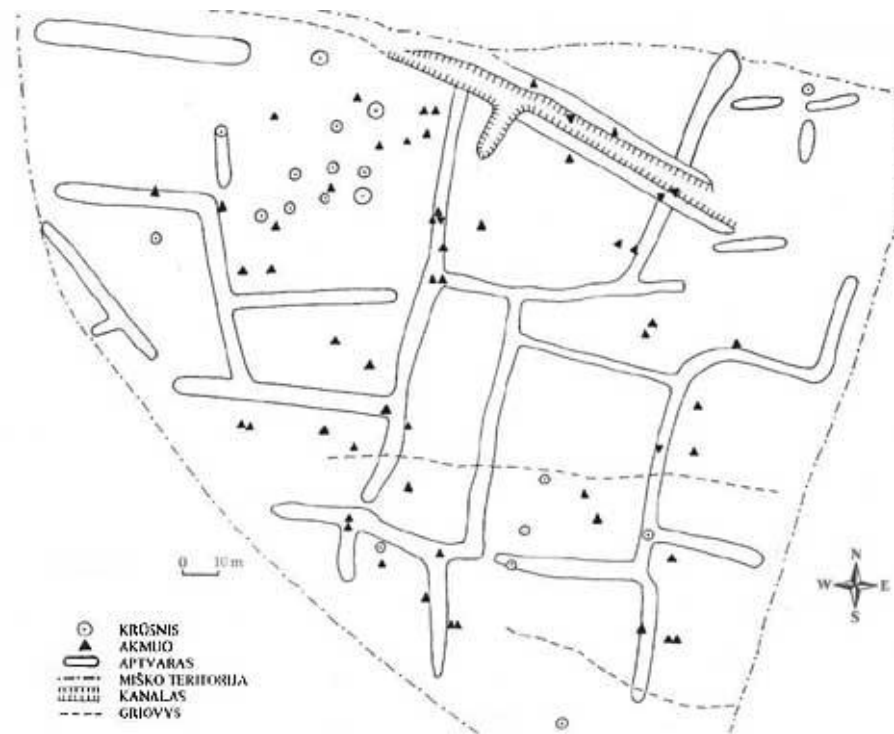 N
W E
S
0 10 m
KRŪSNIS
AKMUO
APTVARAS
MIŠKO TERITORIJA
KANALAS
GRIOVYS